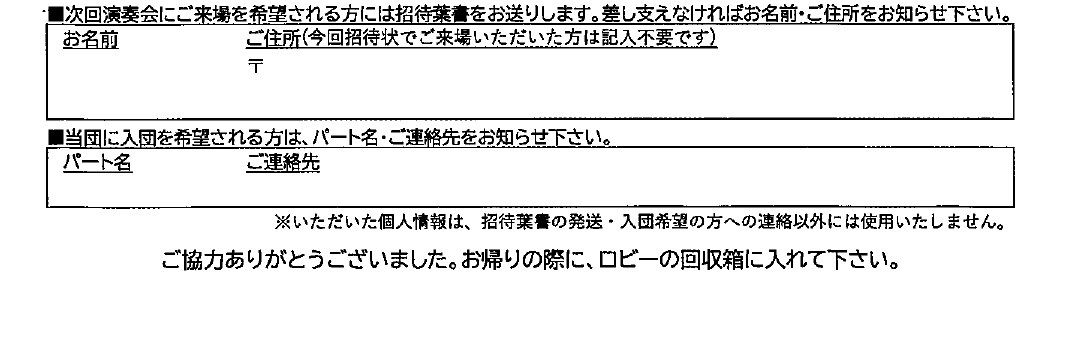 ■次回演奏会にご来場を希望される方には招待葉書をお送りします。差し支えなければお名前・ご住所をお知らせ下さい。
お名前 ご住所(今回招待状でご来場いただいた方は記入不要です)
〒
■当団に入団を希望される方は、パート名・ご連絡先をお知らせ下さい。
パート名 ご連絡先
※いただいた個人情報は、招待葉書の発送・入団希望の方への連絡以外には使用いたしません。
ご協力ありがとうございました。お帰りの際に、ロビーの回収箱に入れて下さい。